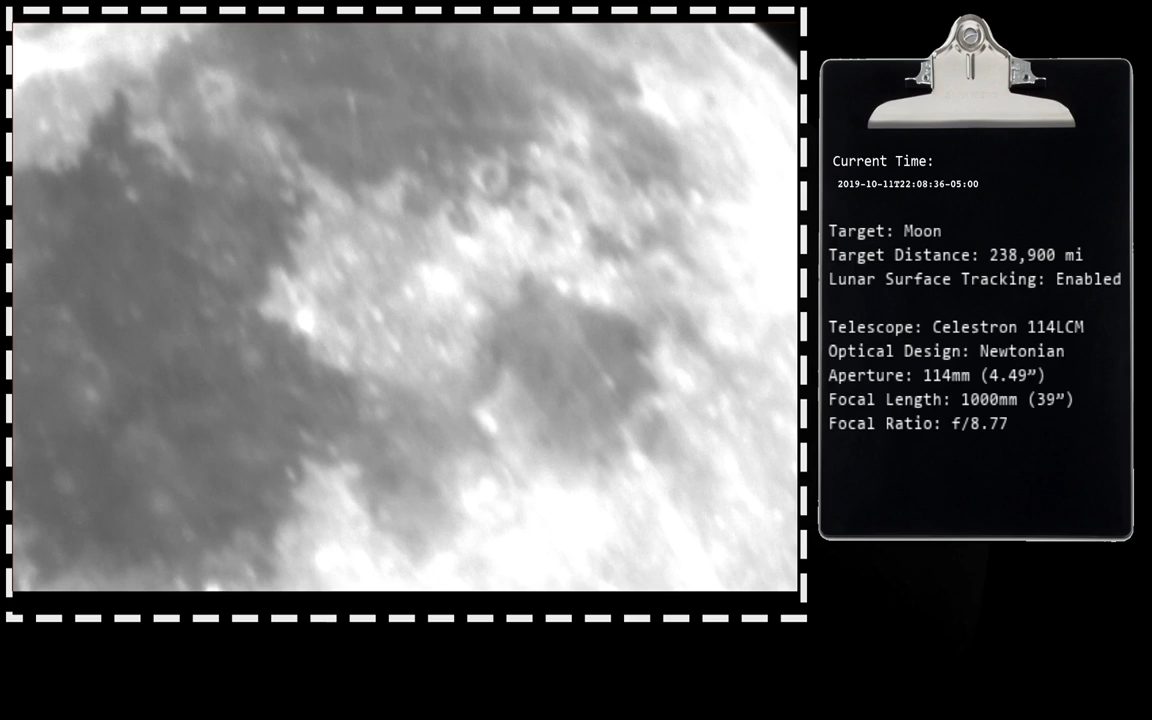 Current Time:
2019-10-11T22:08:36-05:00
Target: Moon
Target Distance: 238,900 mi
Lunar Surface Tracking: Enabled
Telescope: Celestron 114LCM
Optical Design: Newtonian
Aperture: 114mm (4.49”)
Focal Length: 1000mm (39”)
Focal Ratio: f/8.77